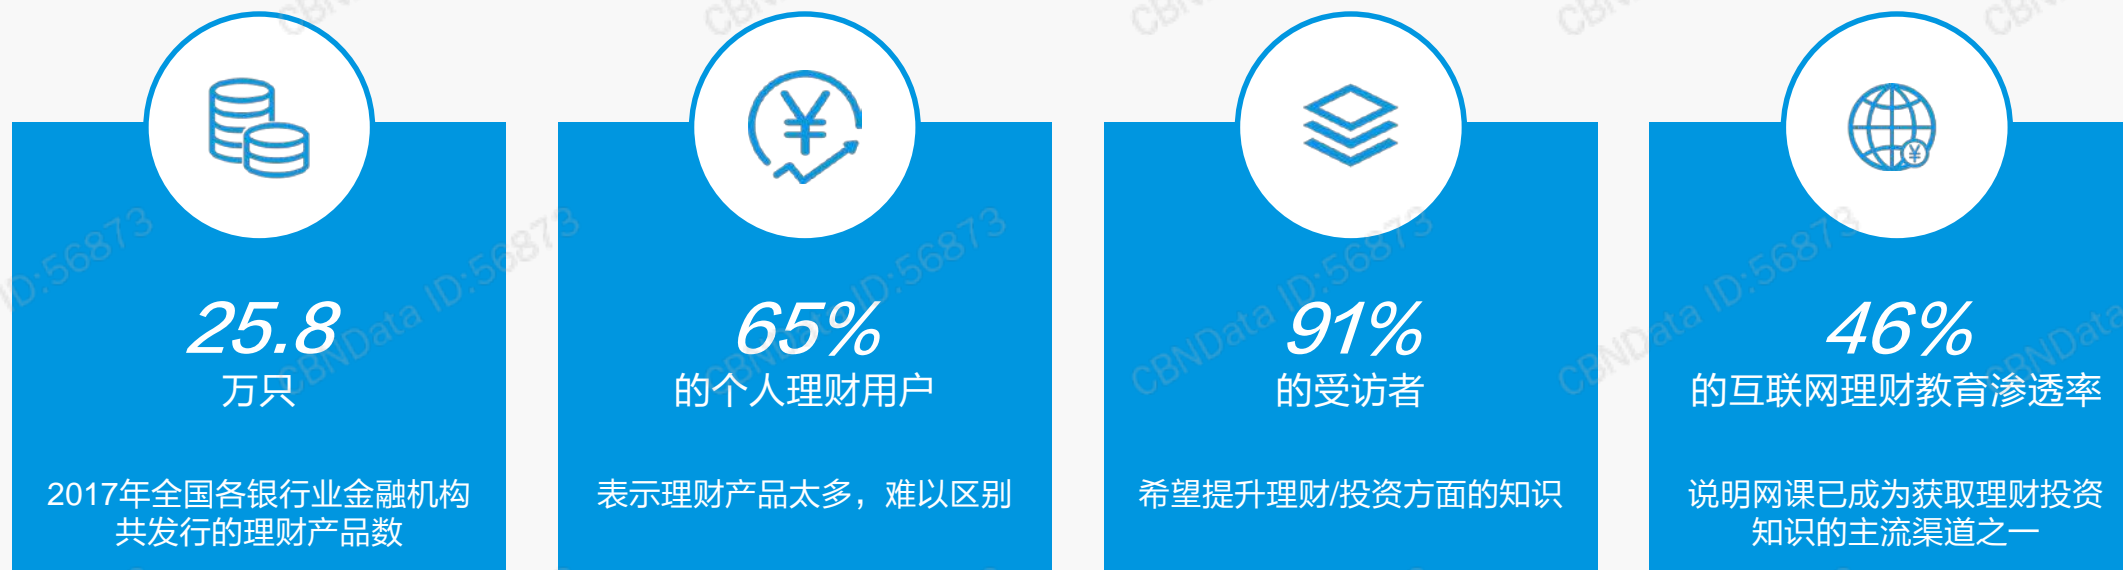 25.8
万只
2017年全国各银行业金融机构
共发行的理财产品数
65%
的个人理财用户
表示理财产品太多，难以区别
91%
的受访者
希望提升理财/投资方面的知识
46%
的互联网理财教育渗透率
说明网课已成为获取理财投资
知识的主流渠道之一
CBNData ID:56873